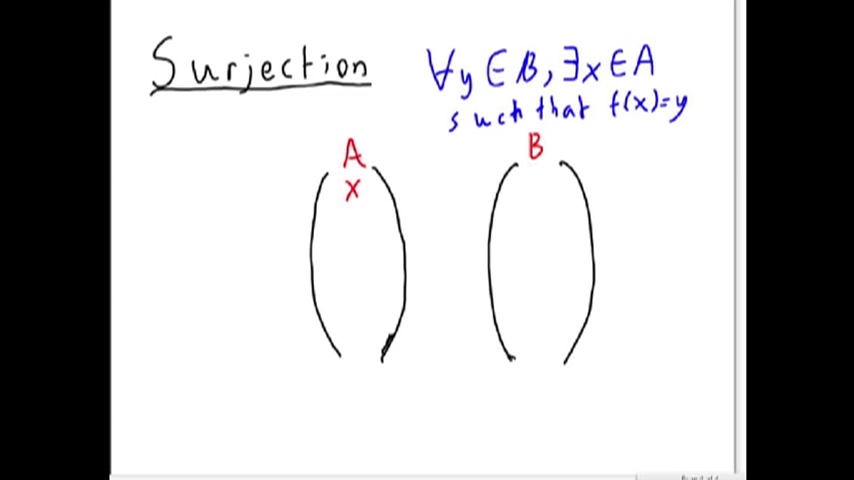 Surjection ∀y∈B, ∃x∈A
such that f(x)=y
A B
x